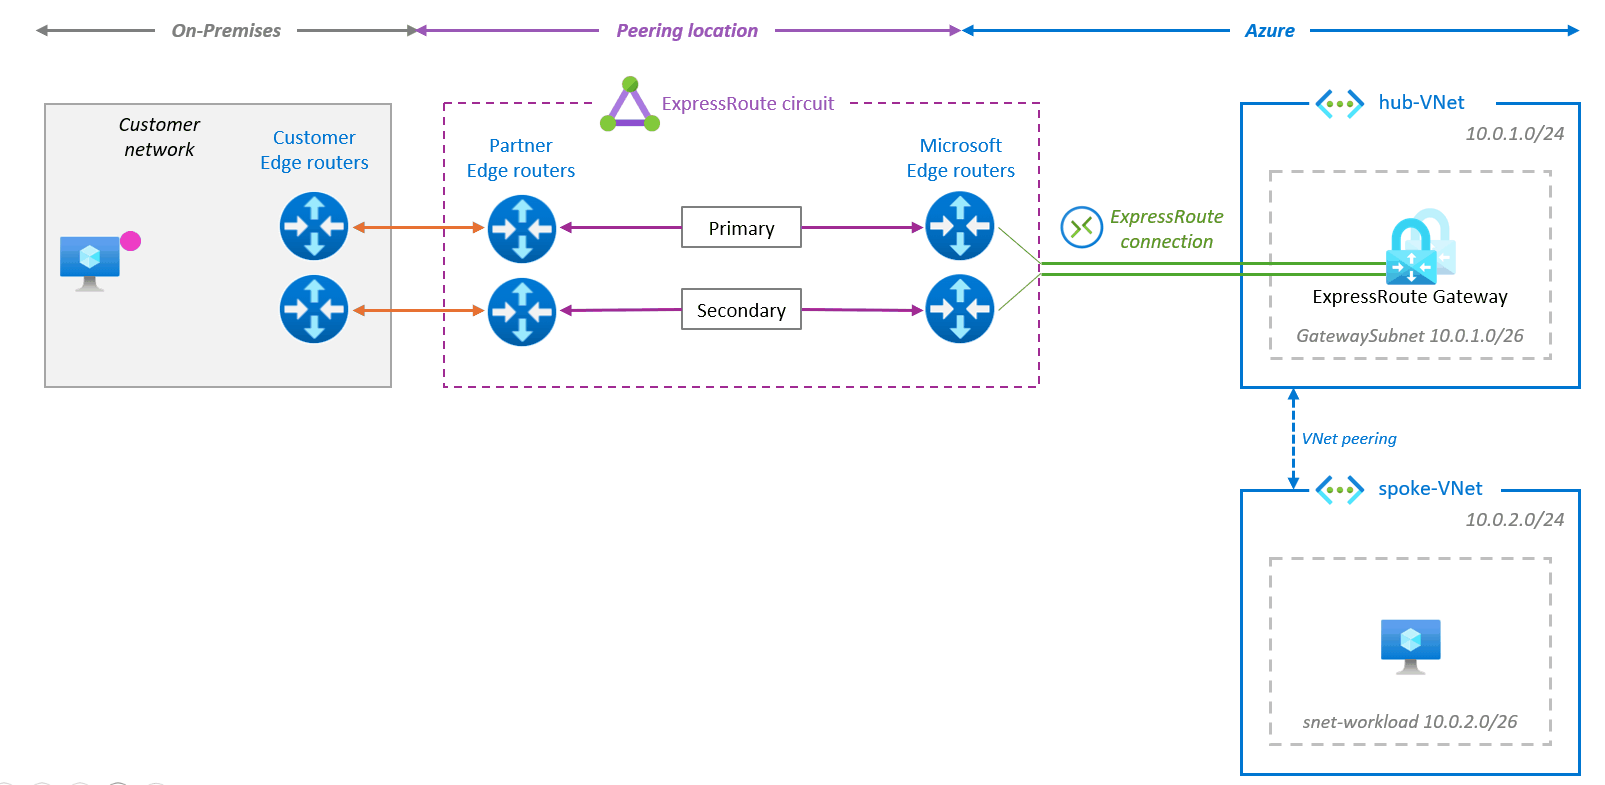 On-Premises
Peering location
Azure
Customer
network
Customer
Edge routers
ExpressRoute circuit
Partner
Edge routers
Microsoft
Edge routers
Primary
Secondary
ExpressRoute
connection
hub-VNet
10.0.1.0/24
ExpressRoute Gateway
GatewaySubnet 10.0.1.0/26
VNet peering
spoke-VNet
10.0.2.0/24
snet-workload 10.0.2.0/26